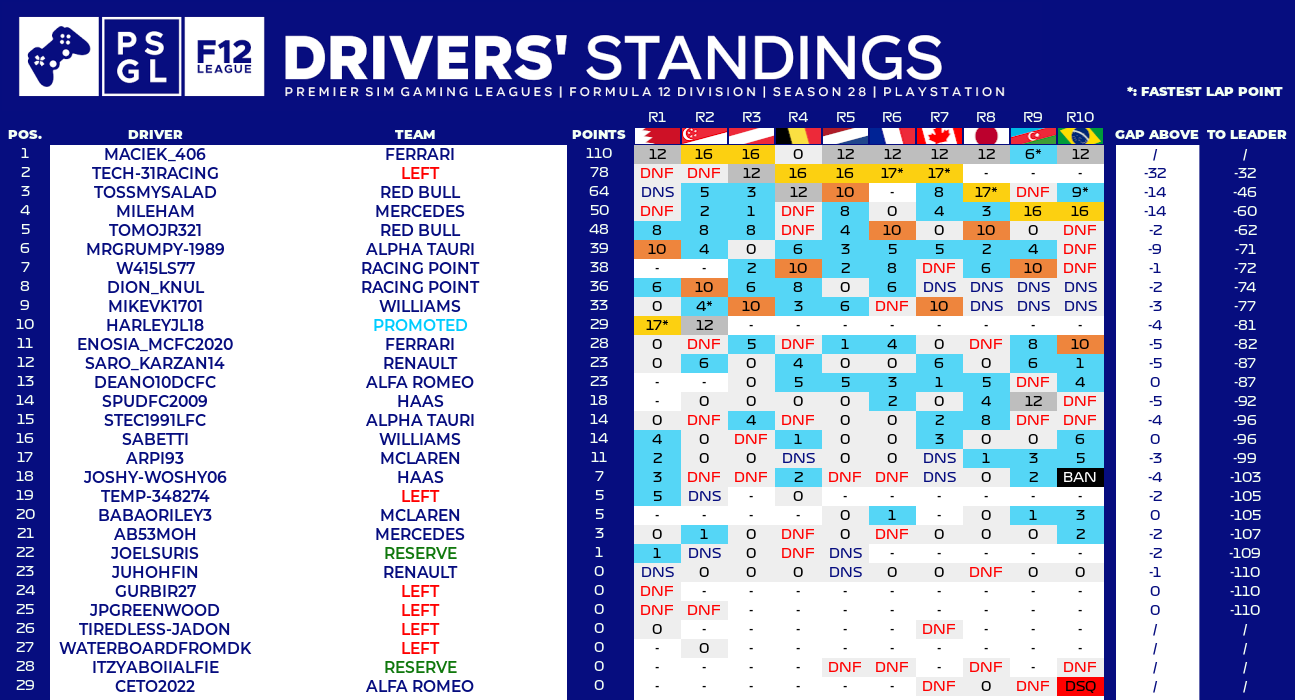 PS
GL
F12
LEAGUE
DRIVERS' STANDINGS
PREMIER SIM GAMING LEAGUES | FORMULA 12 DIVISION | SEASON 28 | PLAYSTATION
*: FASTEST LAP POINT
R1 R2 R3 R4 R5 R6 R7 R8 R9 R10
POS. DRIVER TEAM POINTS GAP ABOVE TO LEADER
1 MACIEK_406 FERRARI 110 12 16 16 0 12 12 12 12 6* 12 / /
2 TECH-31RACING LEFT 78 DNF DNF 12 16 16 17* 17* - - - -32 -32
3 TOSSMYSALAD RED BULL 64 DNS 5 3 12 10 - 8 17* DNF 9* -14 -46
4 MILEHAM MERCEDES 50 DNF 2 1 DNF 8 0 4 3 16 16 -14 -60
5 TOMOJR321 RED BULL 48 8 8 8 DNF 4 10 0 10 0 DNF -2 -62
6 MRGRUMPY-1989 ALPHA TAURI 39 10 4 0 6 3 5 5 2 4 DNF -9 -71
7 W415LS77 RACING POINT 38 - - 2 10 2 8 DNF 6 10 DNF -1 -72
8 DION_KNUL RACING POINT 36 6 10 6 8 0 6 DNS DNS DNS DNS -2 -74
9 MIKEVK1701 WILLIAMS 33 0 4* 10 3 6 DNF 10 DNS DNS DNS -3 -77
10 HARLEYJL18 PROMOTED 29 17* 12 - - - - - - - - -4 -81
11 ENOSIA_MCFC2020 FERRARI 28 0 DNF 5 DNF 1 4 0 DNF 8 10 -5 -82
12 SARO_KARZAN14 RENAULT 23 0 6 0 4 0 0 6 0 6 1 -5 -87
13 DEANO10DCFC ALFA ROMEO 23 - - 0 5 5 3 1 5 DNF 4 0 -87
14 SPUDFC2009 HAAS 18 - 0 0 0 0 2 0 4 12 DNF -5 -92
15 STEC1991LFC ALPHA TAURI 14 0 DNF 4 DNF 0 0 2 8 DNF DNF -4 -96
16 SABETTI WILLIAMS 14 4 0 DNF 1 0 0 3 0 0 6 0 -96
17 ARPI93 MCLAREN 11 2 0 0 DNS 0 0 DNS 1 3 5 -3 -99
18 JOSHY-WOSHY06 HAAS 7 3 DNF DNF 2 DNF DNF DNS 0 2 BAN -4 -103
19 TEMP-348274 LEFT 5 5 DNS - 0 - - - - - - -2 -105
20 BABAORILEY3 MCLAREN 5 - - - - 0 1 - 0 1 3 0 -105
21 AB53MOH MERCEDES 3 0 1 0 DNF 0 DNF 0 0 0 2 -2 -107
22 JOELSURIS RESERVE 1 1 DNS 0 DNF DNS - - - - - -2 -109
23 JUHOHFIN RENAULT 0 DNS 0 0 0 DNS 0 0 DNF 0 0 -1 -110
24 GURBIR27 LEFT 0 DNF - - - - - - - - - 0 -110
25 JPGREENWOOD LEFT 0 DNF DNF - - - - - - - - 0 -110
26 TIREDLESS-JADON LEFT 0 0 - - - - - DNF - - - / /
27 WATERBOARDFROMDK LEFT 0 - 0 - - - - - - - - / /
28 ITZYABOIIALFIE RESERVE 0 - - - - DNF DNF - DNF - DNF / /
29 CETO2022 ALFA ROMEO 0 - - - - - - DNF 0 DNF DSQ / /